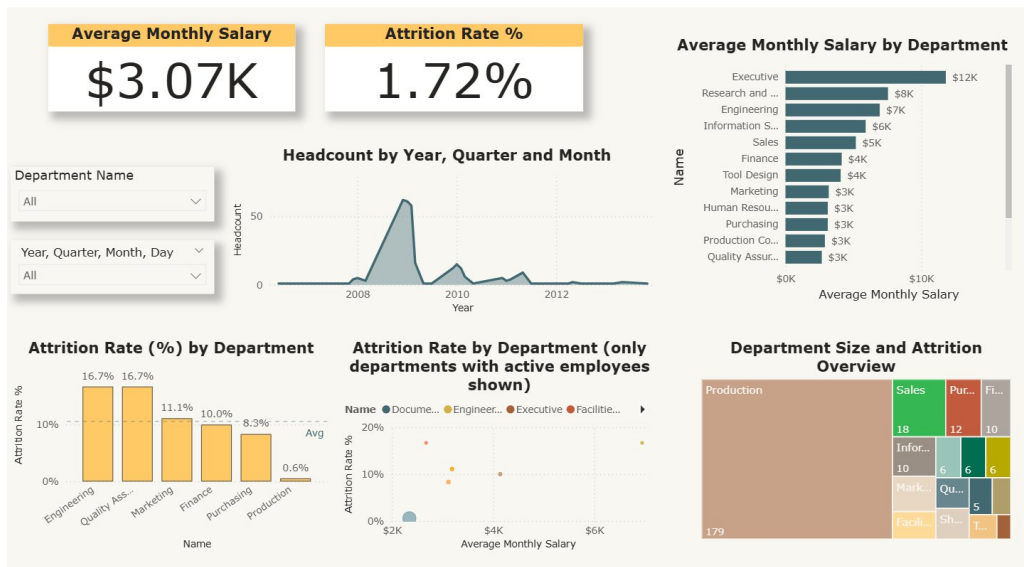 Average Monthly Salary
$3.07K
Attrition Rate %
1.72%
Average Monthly Salary by Department
Name
Executive
$12K
Research and ...
$8K
Engineering
$7K
Information S...
$6K
Sales
$5K
Finance
$4K
Tool Design
$4K
Marketing
$3K
Human Resou...
$3K
Purchasing
$3K
Production Co...
$3K
Quality Assur...
$3K
$0K
$10K
Average Monthly Salary
Department Name
All
Year, Quarter, Month, Day
All
Headcount by Year, Quarter and Month
Headcount
50
0
2008
2010
2012
Year
Attrition Rate (%) by Department
Attrition Rate %
10%
0%
16.7%
16.7%
11.1%
10.0%
8.3%
0.6%
Avg
Engineering
Quality Ass...
Marketing
Finance
Purchasing
Production
Name
Attrition Rate by Department (only
departments with active employees
shown)
Name
Docume...
Engineer...
Executive
Facilitie...
Attrition Rate %
20%
10%
0%
$2K
$4K
$6K
Average Monthly Salary
Department Size and Attrition
Overview
Production
179
Sales
18
Pur...
12
Fi...
10
Infor...
10
6
6
6
Mark...
Qu...
5
Facili...
Sh...
T...